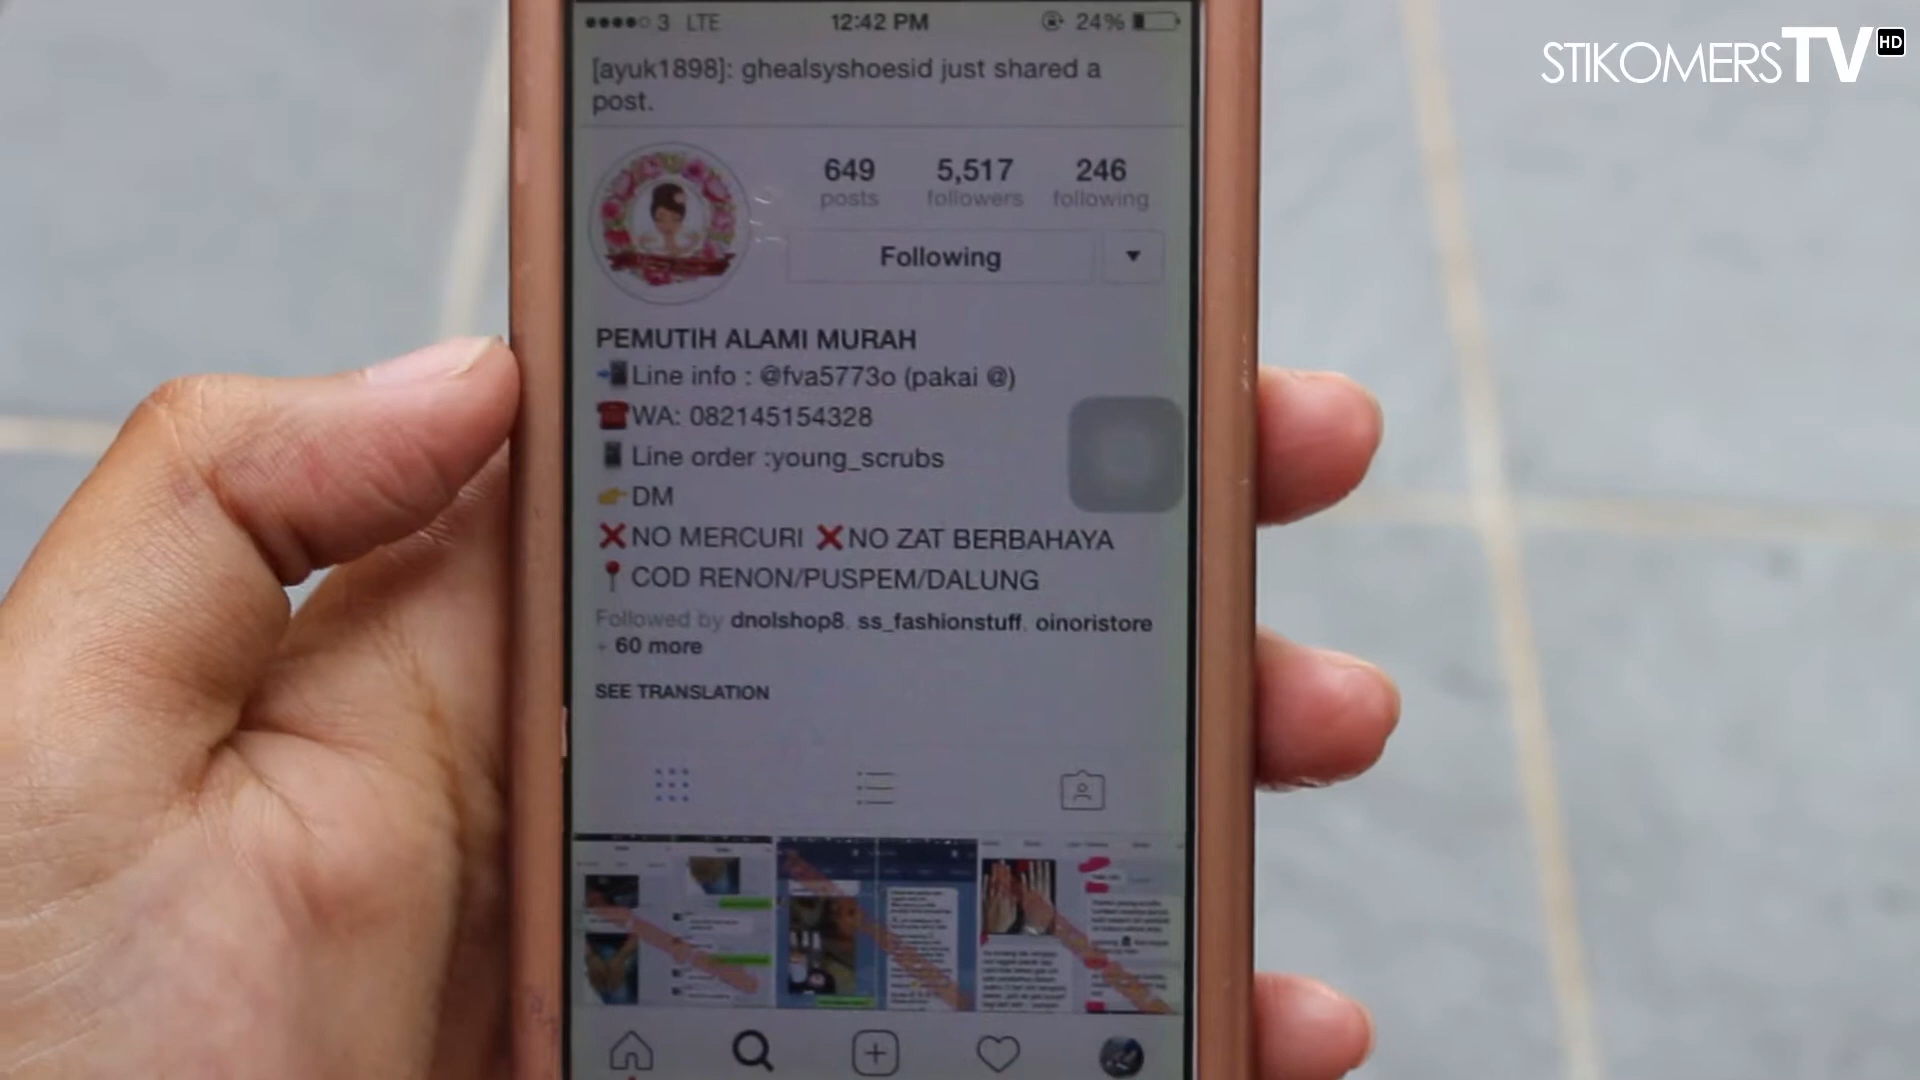 STIKOMERSTV HD
3 LTE 12:42 PM 24%
[ayuk1898]: ghealsyshoesid just shared a
post.
649 5,517 246
posts followers following
Following
PEMUTIH ALAMI MURAH
Line info : @fva5773o (pakai @)
WA: 082145154328
Line order :young_scrubs
DM
NO MERCURI NO ZAT BERBAHAYA
COD RENON/PUSPEM/DALUNG
Followed by dnolshop8, ss_fashionstuff, oinoristore
+ 60 more
SEE TRANSLATION